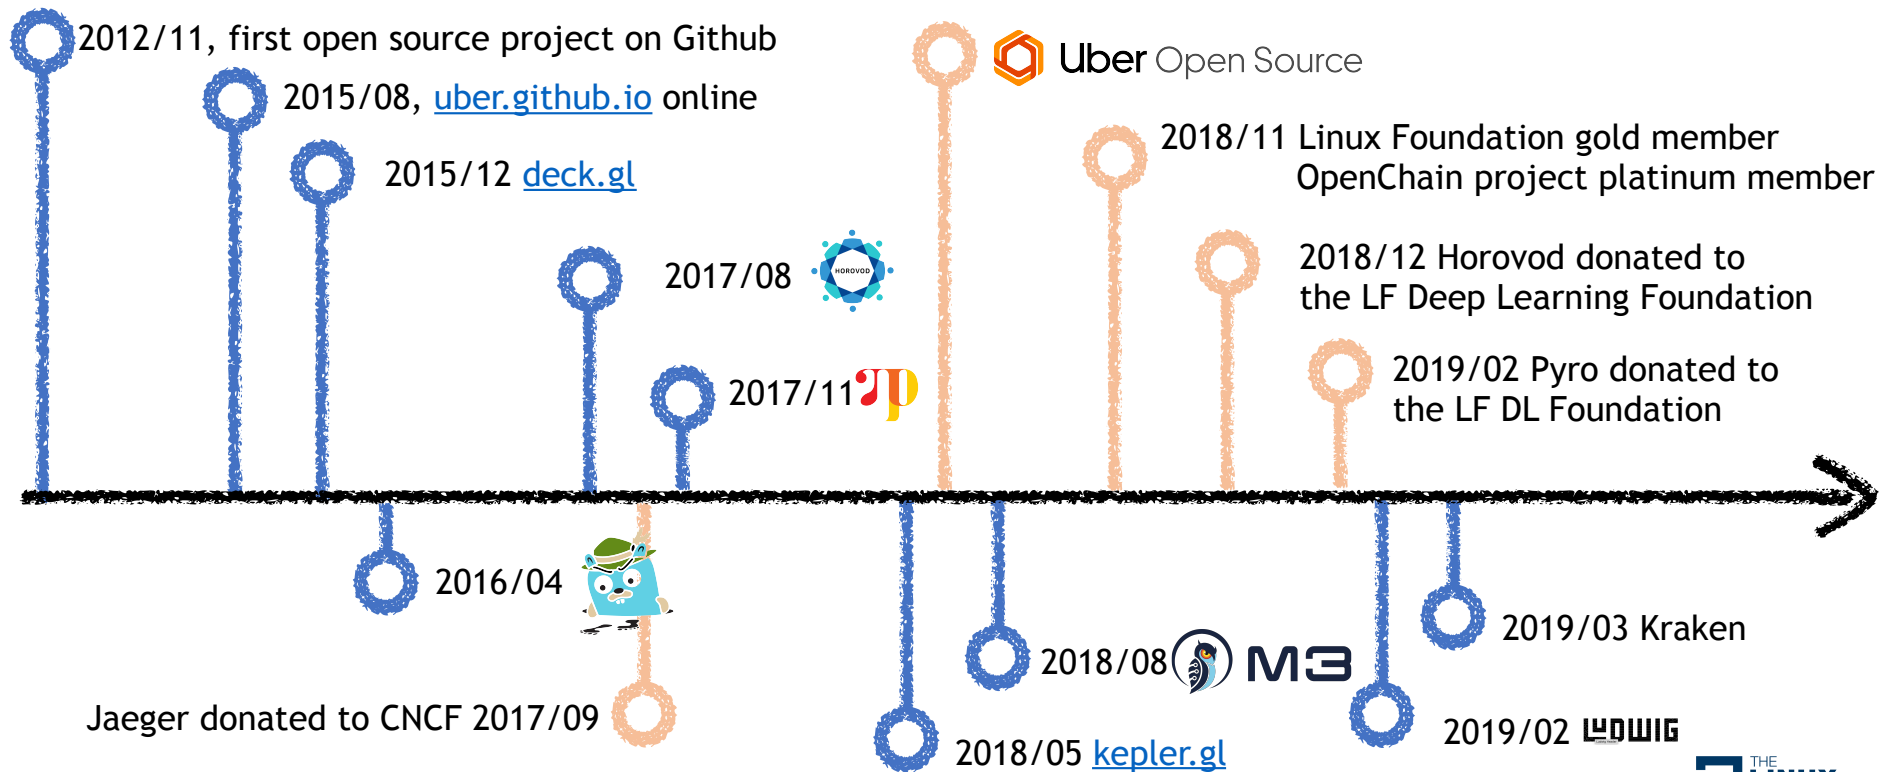 2012/11, first open source project on Github
Uber Open Source
2015/08, uber.github.io online
2018/11 Linux Foundation gold member
OpenChain project platinum member
2015/12 deck.gl
2018/12 Horovod donated to
the LF Deep Learning Foundation
2017/08 HOROVOD
2019/02 Pyro donated to
the LF DL Foundation
2017/11
2016/04
2019/03 Kraken
2018/08 M3
Jaeger donated to CNCF 2017/09
2019/02 LUDWIG
2018/05 kepler.gl
THE